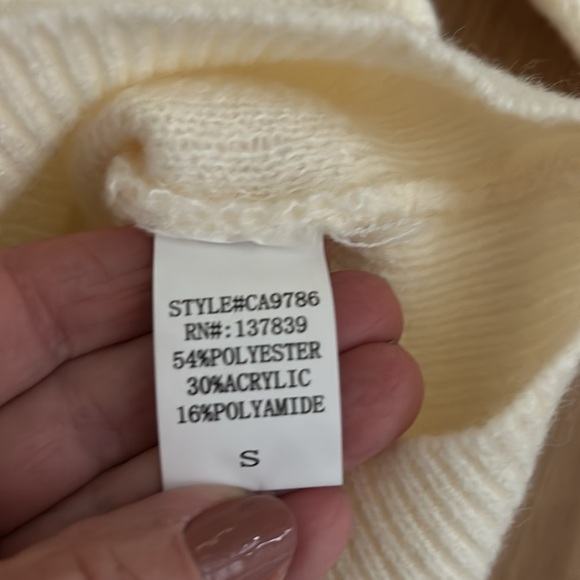 STYLE#CA9786
RN#:137839
54%POLYESTER
30%ACRYLIC
16%POLYAMIDE
S